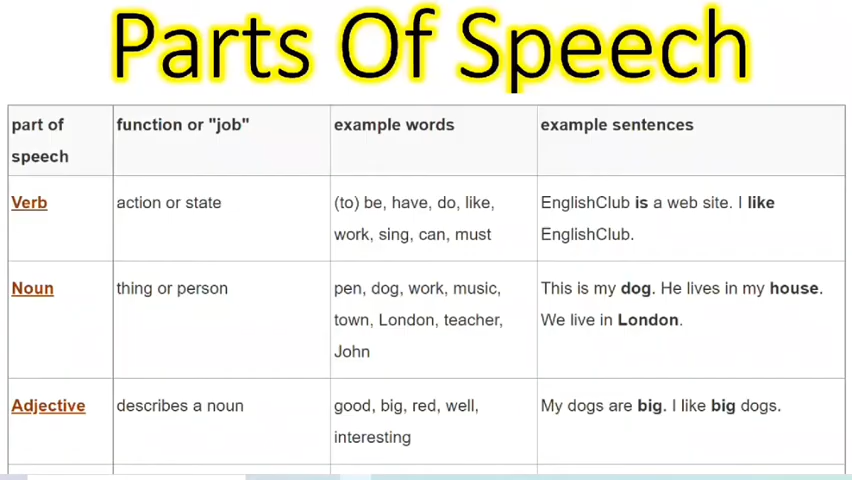 Parts Of Speech
part of speech function or "job" example words example sentences
Verb action or state (to) be, have, do, like, work, sing, can, must EnglishClub is a web site. I like EnglishClub.
Noun thing or person pen, dog, work, music, town, London, teacher, John This is my dog. He lives in my house. We live in London.
Adjective describes a noun good, big, red, well, interesting My dogs are big. I like big dogs.